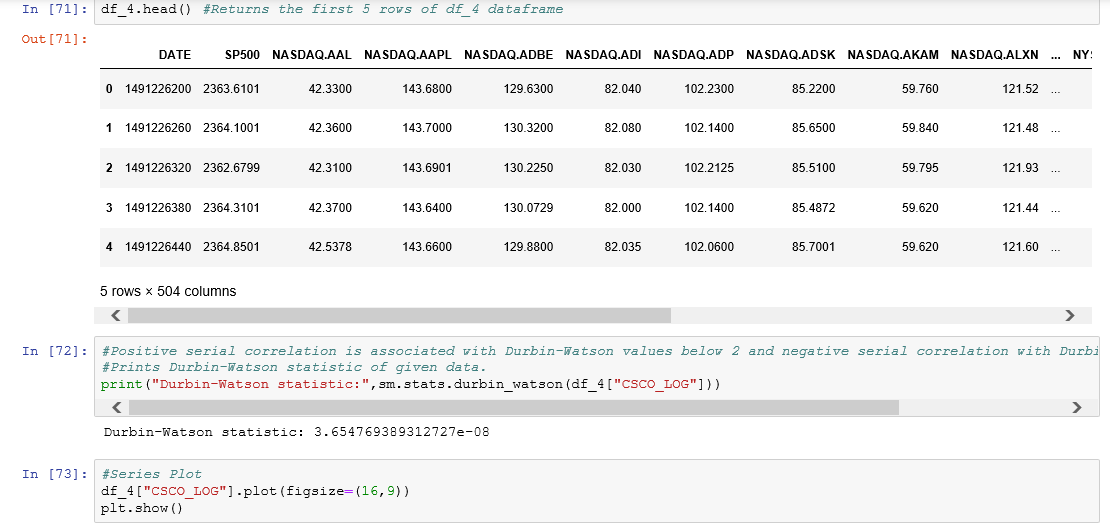 In [71]: df_4.head() #Returns the first 5 rows of df_4 dataframe
Out[71]:
DATE SP500 NASDAQ.AAL NASDAQ.AAPL NASDAQ.ADBE NASDAQ.ADI NASDAQ.ADP NASDAQ.ADSK NASDAQ.AKAM NASDAQ.ALXN ... NY
0 1491226200 2363.6101 42.3300 143.6800 129.6300 82.040 102.2300 85.2200 59.760 121.52 ...
1 1491226260 2364.1001 42.3600 143.7000 130.3200 82.080 102.1400 85.6500 59.840 121.48 ...
2 1491226320 2362.6799 42.3100 143.6901 130.2250 82.030 102.2125 85.5100 59.795 121.93 ...
3 1491226380 2364.3101 42.3700 143.6400 130.0729 82.000 102.1400 85.4872 59.620 121.44 ...
4 1491226440 2364.8501 42.5378 143.6600 129.8800 82.035 102.0600 85.7001 59.620 121.60 ...
5 rows × 504 columns
In [72]: #Positive serial correlation is associated with Durbin-Watson values below 2 and negative serial correlation with Durbi
#Prints Durbin-Watson statistic of given data.
print("Durbin-Watson statistic:",sm.stats.durbin_watson(df_4["CSCO_LOG"]))
Durbin-Watson statistic: 3.654769389312727e-08
In [73]: #Series Plot
df_4["CSCO_LOG"].plot(figsize=(16,9))
plt.show()